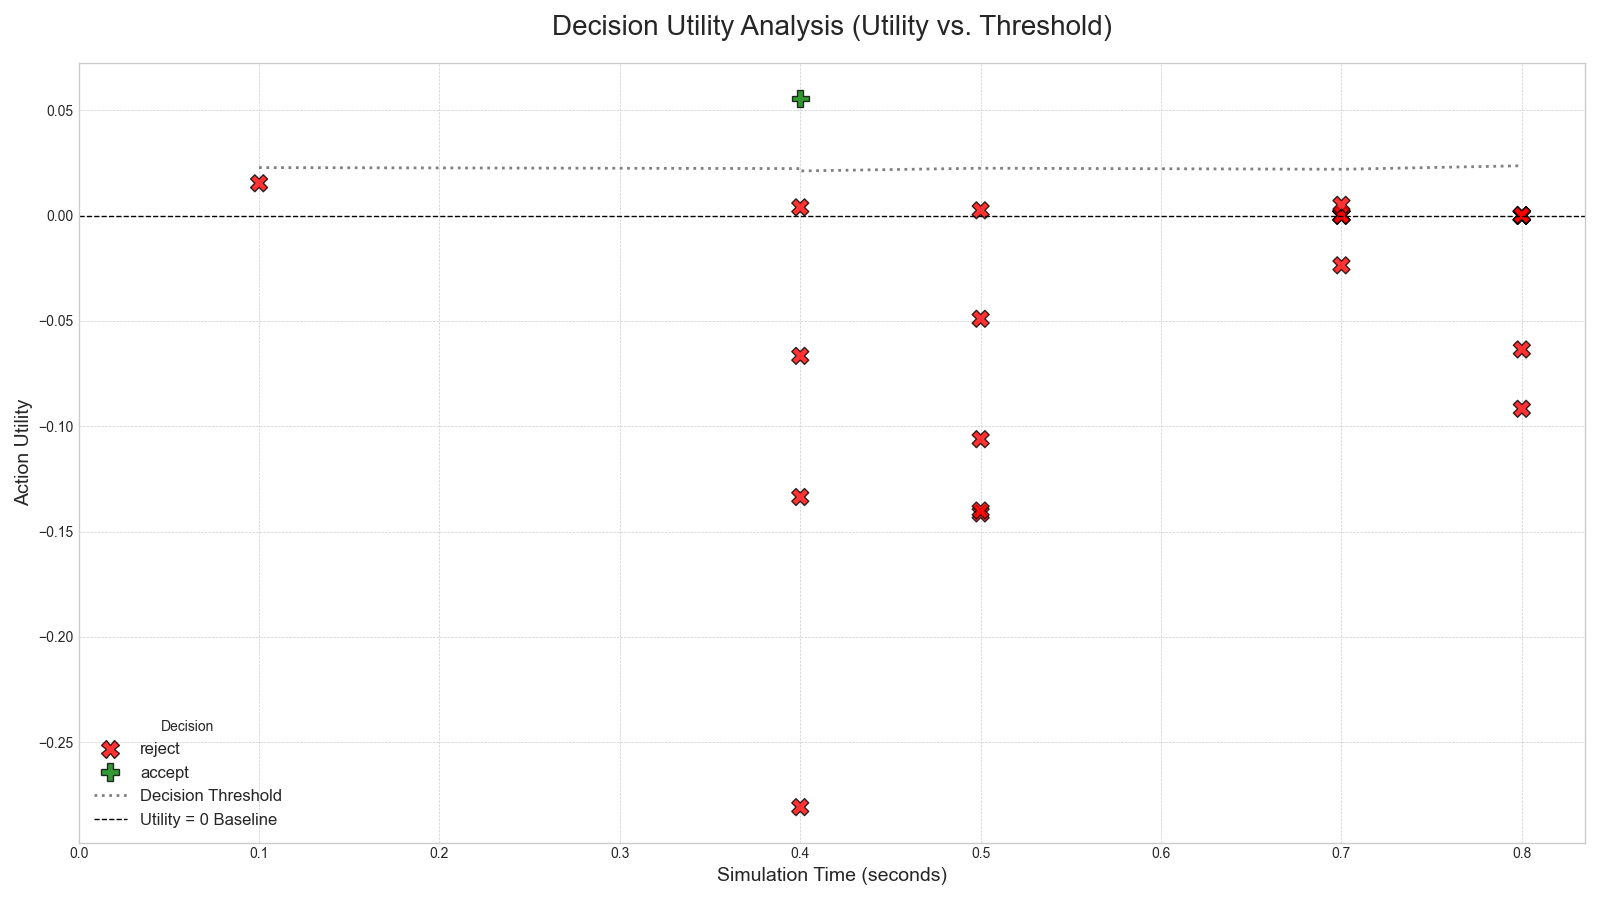 Decision Utility Analysis (Utility vs. Threshold)
Action Utility
0.05
0.00
−0.05
−0.10
−0.15
−0.20
−0.25
Decision
reject
accept
Decision Threshold
Utility = 0 Baseline
0.0 0.1 0.2 0.3 0.4 0.5 0.6 0.7 0.8
Simulation Time (seconds)